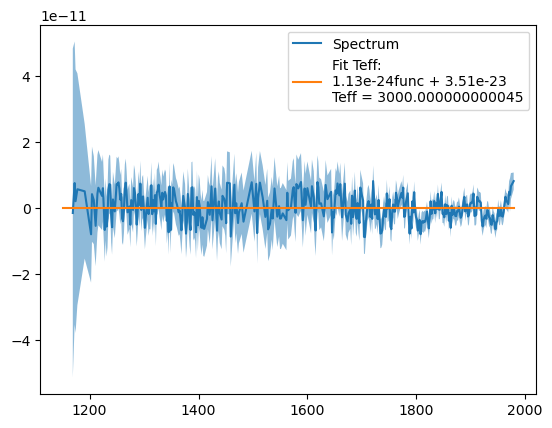 1e−11
Spectrum
Fit Teff:
1.13e-24func + 3.51e-23
Teff = 3000.000000000045
4
2
0
−2
−4
1200 1400 1600 1800 2000